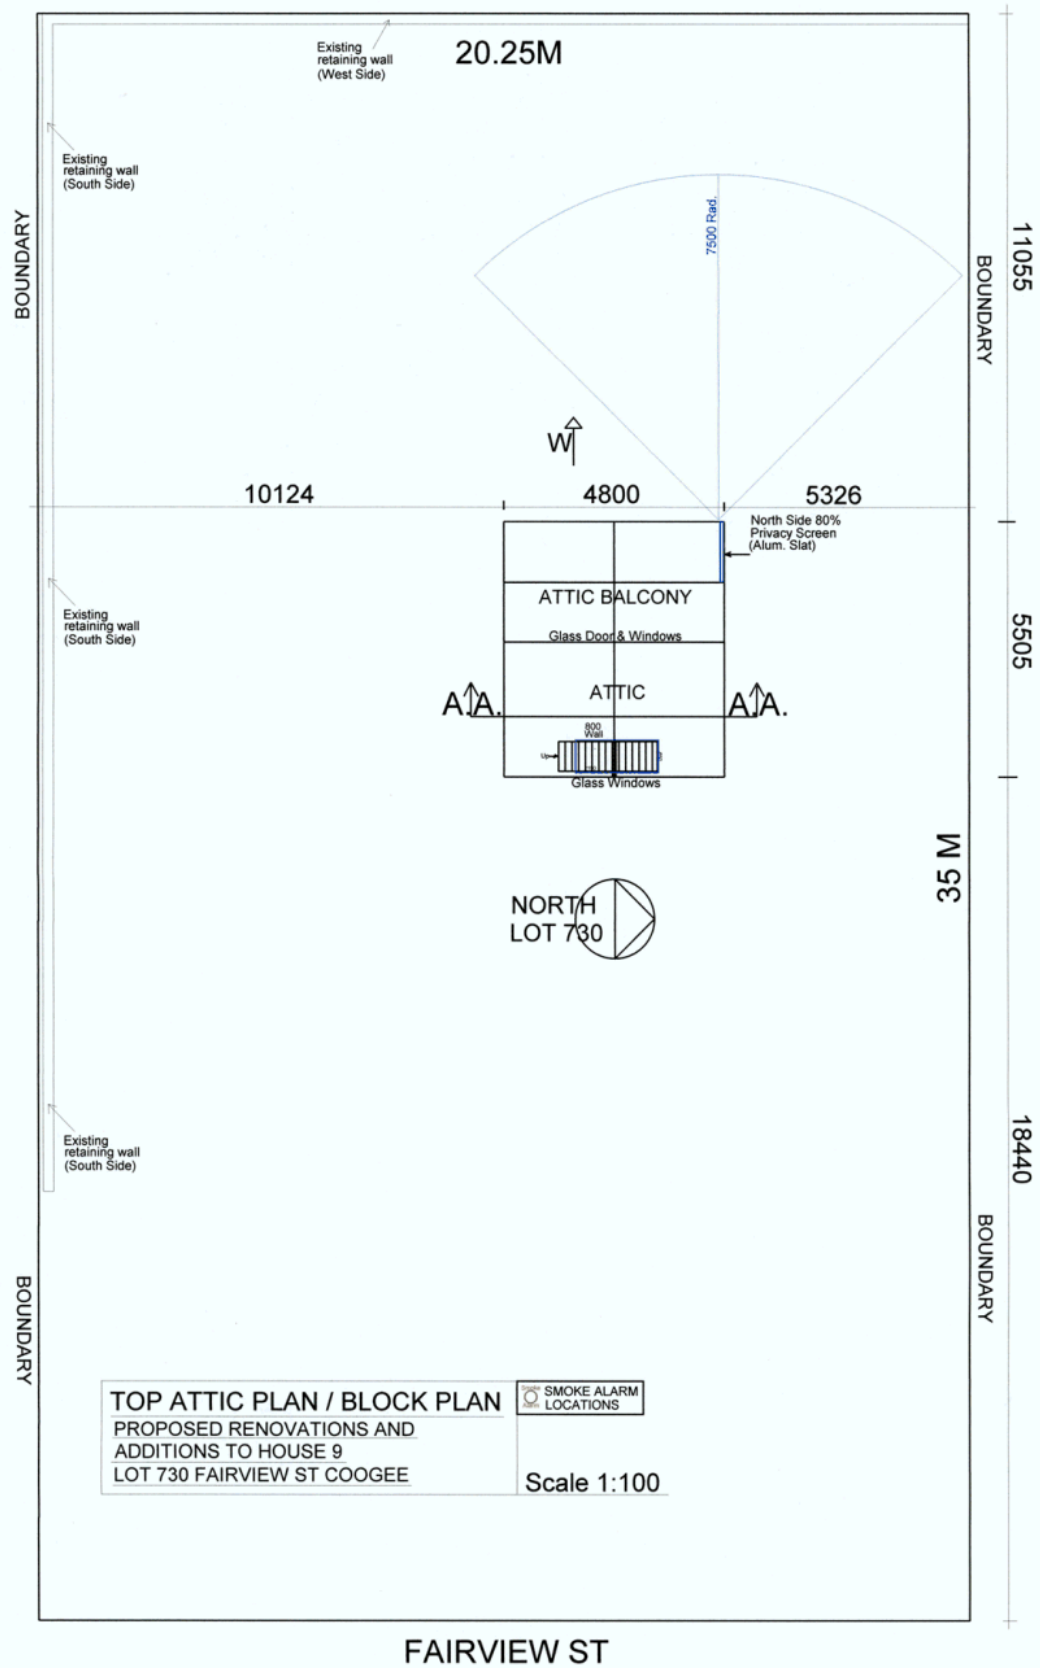 Existing
retaining wall
(West Side)
20.25M
Existing
retaining wall
(South Side)
BOUNDARY
7500 Rad.
BOUNDARY
11055
W
10124
4800
5326
North Side 80%
Privacy Screen
(Alum. Slat)
ATTIC BALCONY
Existing
retaining wall
(South Side)
Glass Door & Windows
5505
ATTIC
A.A.
A.A.
800
Wall
Up
Glass Windows
35 M
NORTH
LOT 730
Existing
retaining wall
(South Side)
18440
BOUNDARY
BOUNDARY
TOP ATTIC PLAN / BLOCK PLAN
PROPOSED RENOVATIONS AND
ADDITIONS TO HOUSE 9
LOT 730 FAIRVIEW ST COOGEE
Smoke
Alarm
SMOKE ALARM
LOCATIONS
Scale 1:100
FAIRVIEW ST